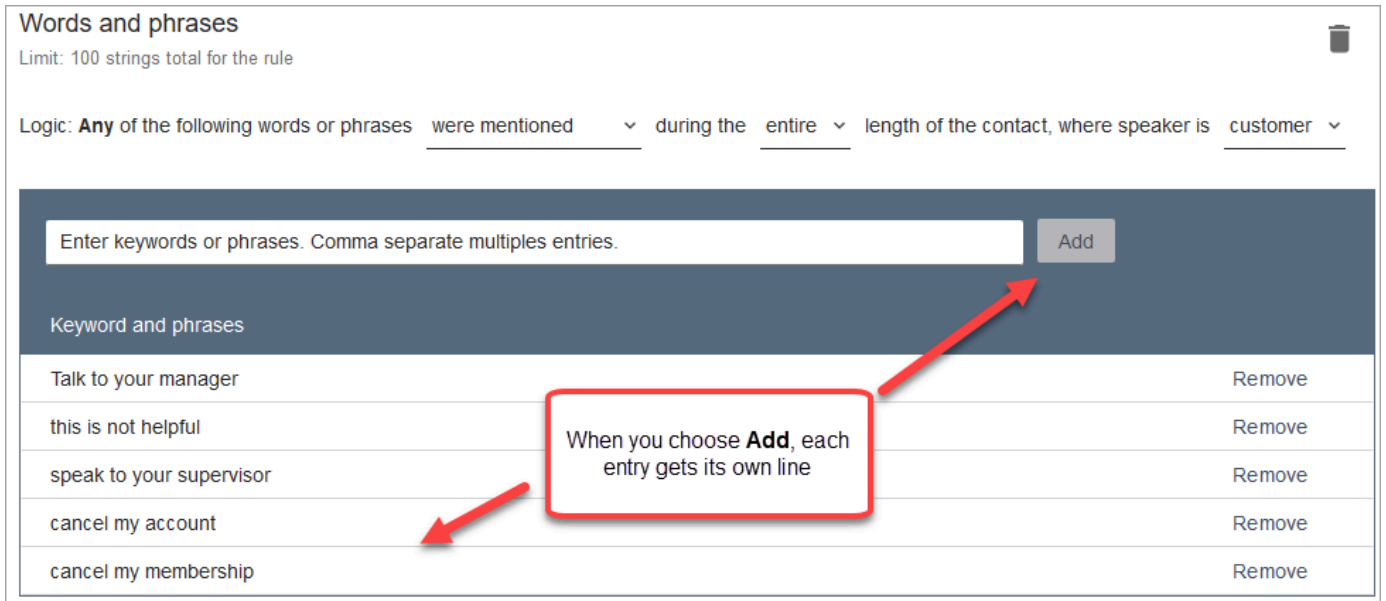 Words and phrases
Limit: 100 strings total for the rule
Logic: Any of the following words or phrases were mentioned during the entire length of the contact, where speaker is customer
Enter keywords or phrases. Comma separate multiples entries. Add
Keyword and phrases
Talk to your manager Remove
this is not helpful Remove
speak to your supervisor Remove
cancel my account Remove
cancel my membership Remove
When you choose Add, each
entry gets its own line